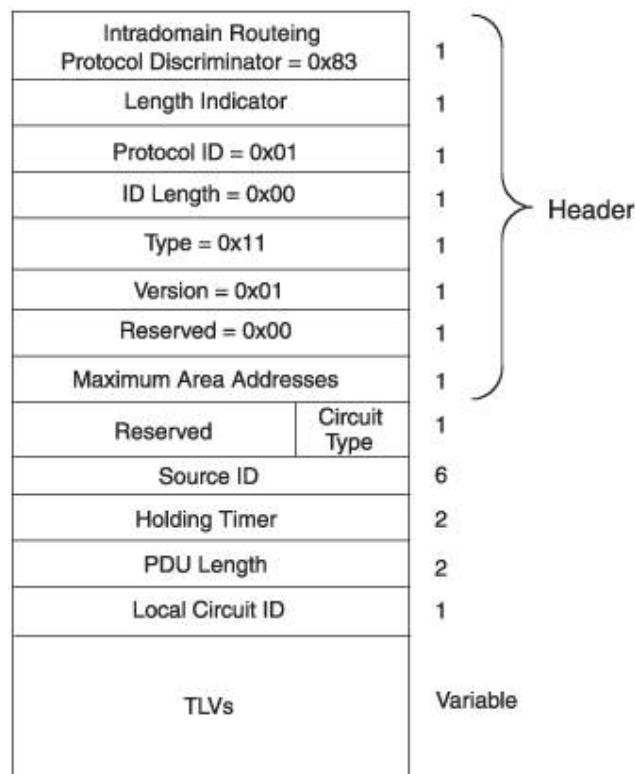 Intradomain Routeing
Protocol Discriminator = 0x83
1
Length Indicator
1
Protocol ID = 0x01
1
ID Length = 0x00
1
Header
Type = 0x11
1
Version = 0x01
1
Reserved = 0x00
1
Maximum Area Addresses
1
Reserved
Circuit
Type
1
Source ID
6
Holding Timer
2
PDU Length
2
Local Circuit ID
1
TLVs
Variable